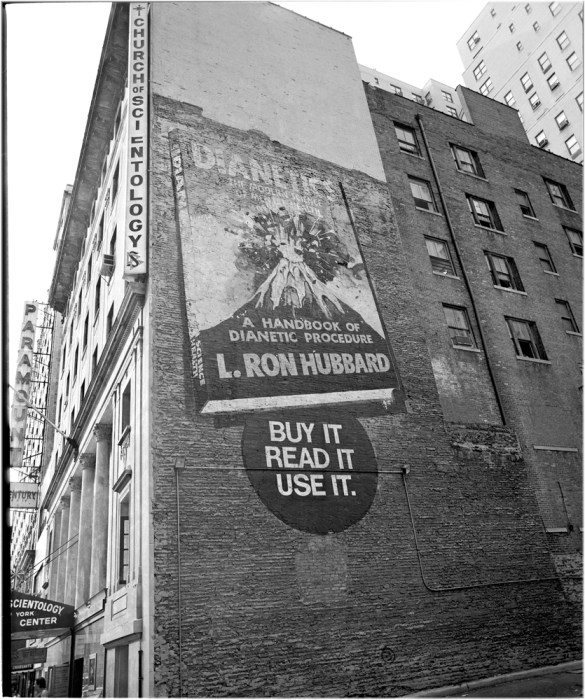 CHURCH OF SCIENTOLOGY
DIANETICS
A HANDBOOK OF
DIANETIC PROCEDURE
L. RON HUBBARD
BUY IT
READ IT
USE IT.
PARAMOUNT
SCIENTOLOGY
YORK
CENTER